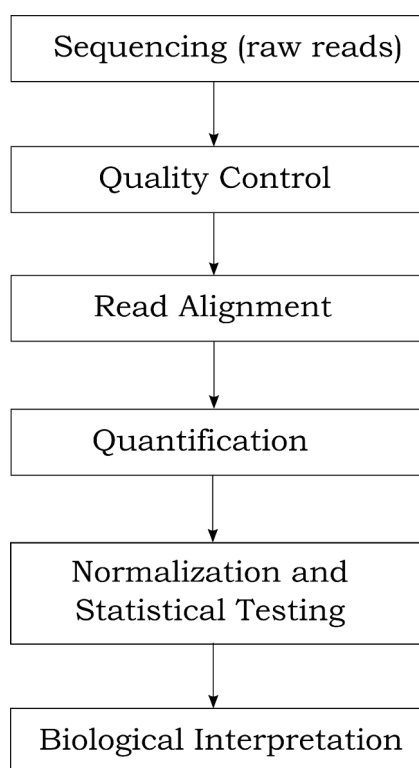 Sequencing (raw reads)
Quality Control
Read Alignment
Quantification
Normalization and
Statistical Testing
Biological Interpretation